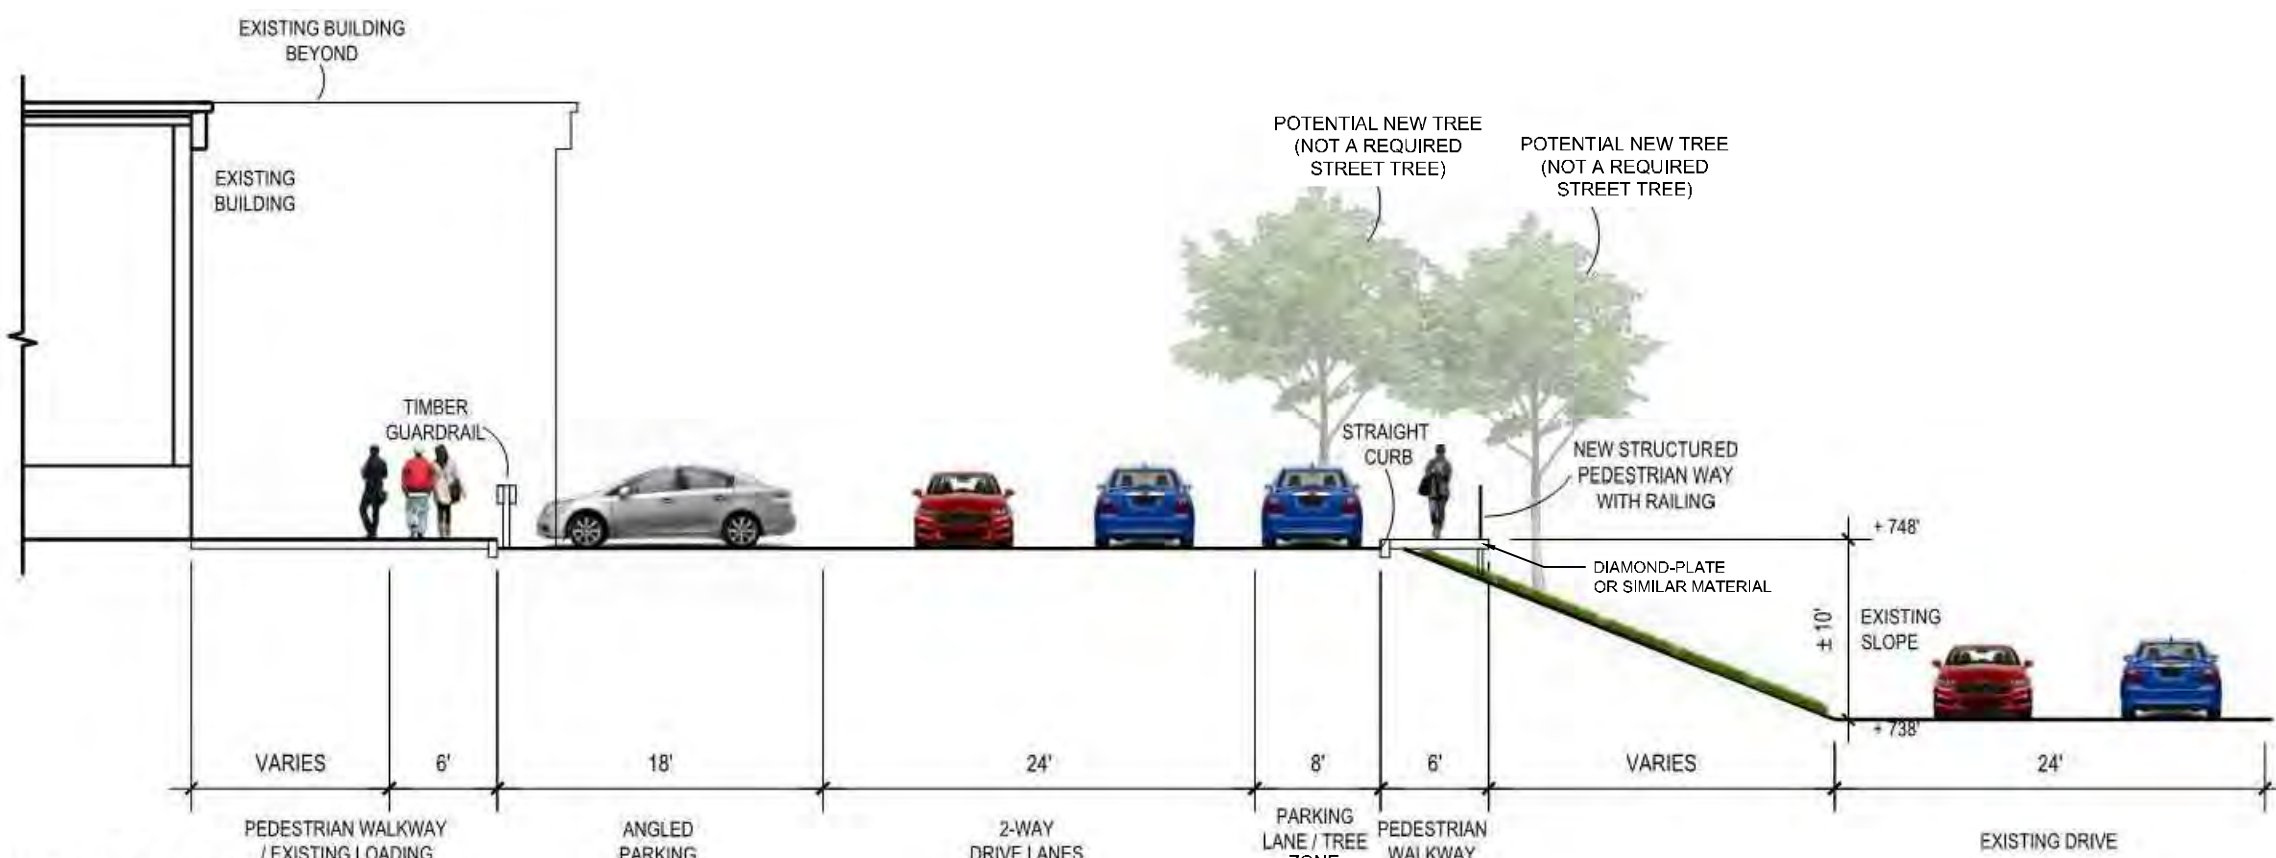 EXISTING BUILDING
BEYOND
EXISTING
BUILDING
POTENTIAL NEW TREE
(NOT A REQUIRED
STREET TREE)
POTENTIAL NEW TREE
(NOT A REQUIRED
STREET TREE)
TIMBER
GUARDRAIL
STRAIGHT
CURB
NEW STRUCTURED
PEDESTRIAN WAY
WITH RAILING
+ 748'
DIAMOND-PLATE
OR SIMILAR MATERIAL
± 10'
EXISTING
SLOPE
+ 738'
VARIES
6'
18'
24'
8'
6'
VARIES
24'
PEDESTRIAN WALKWAY
/ EXISTING LOADING
ANGLED
PARKING
2-WAY
DRIVE LANES
PARKING
LANE / TREE
ZONE
PEDESTRIAN
WALKWAY
EXISTING DRIVE